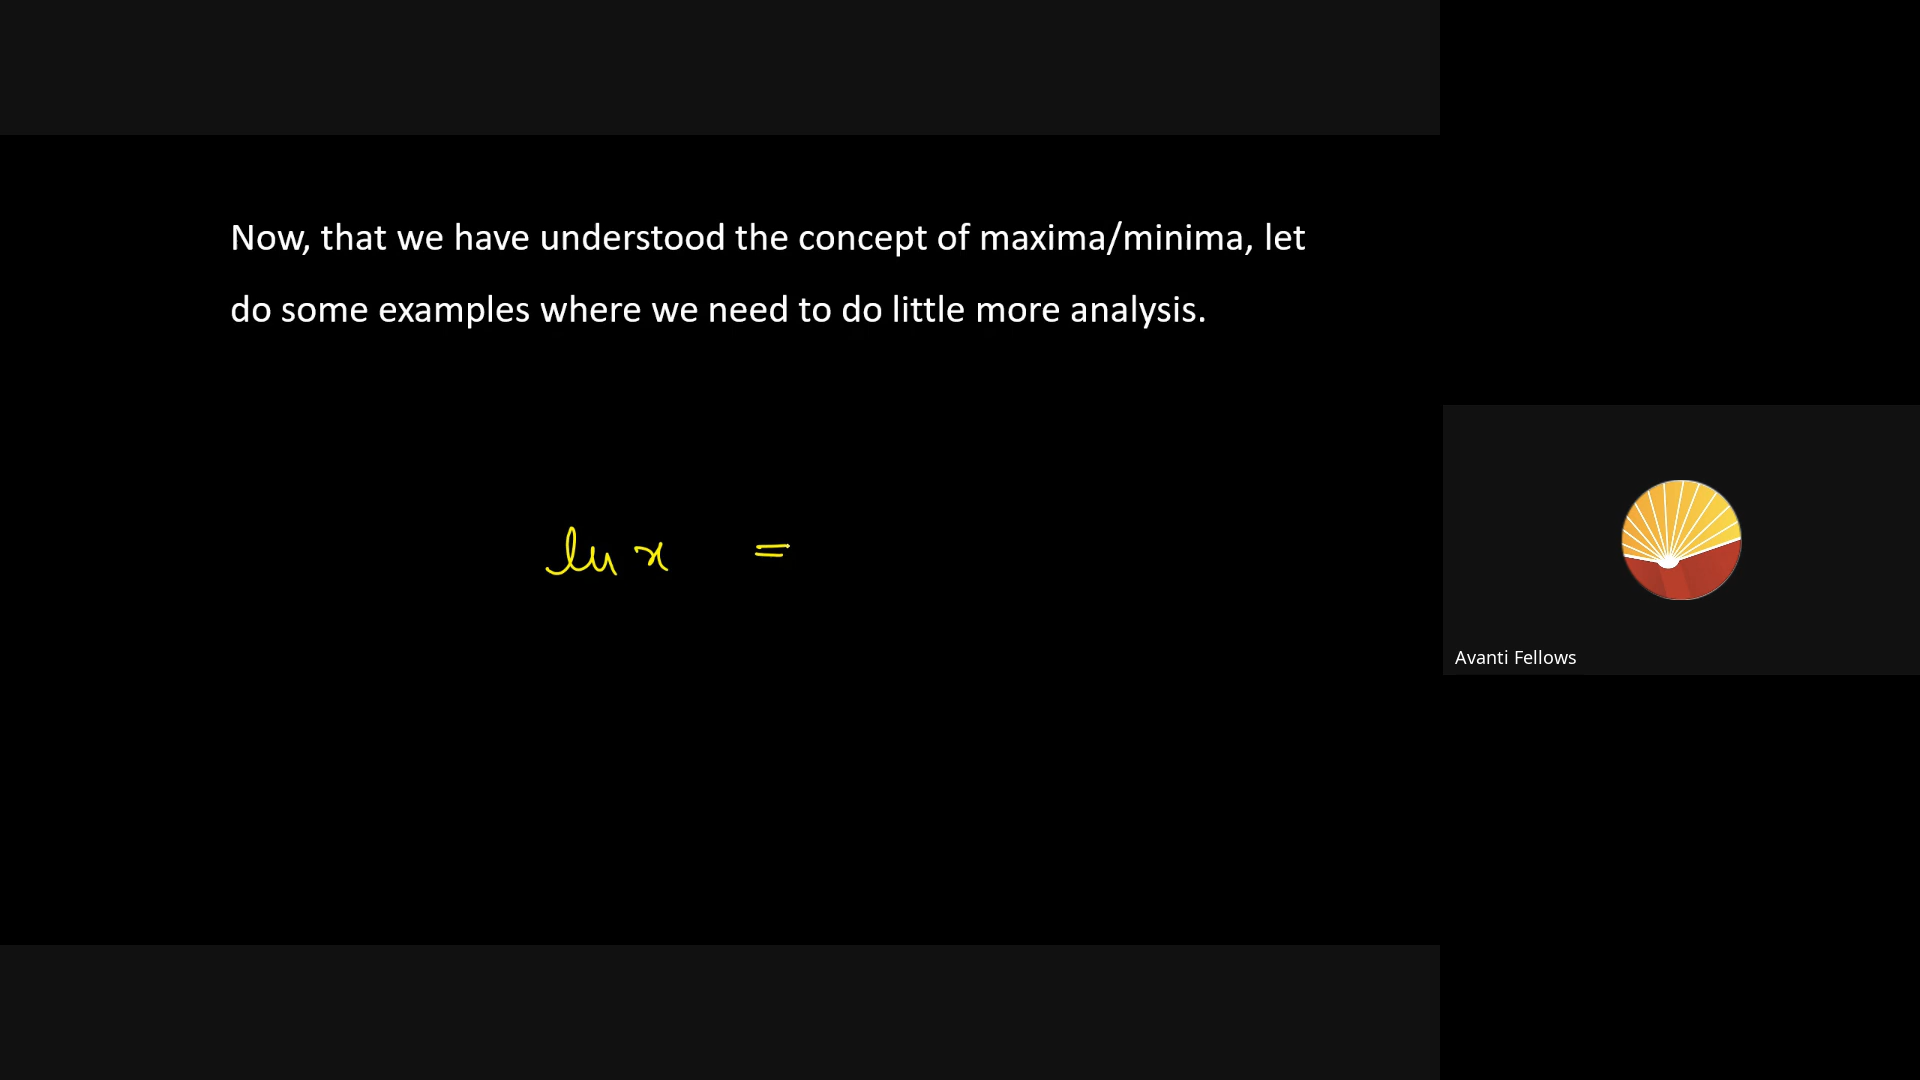 Now, that we have understood the concept of maxima/minima, let
do some examples where we need to do little more analysis.
ln x =
Avanti Fellows